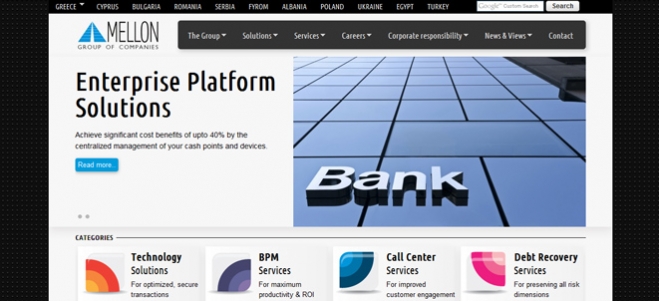 GREECE CYPRUS BULGARIA ROMANIA SERBIA FYROM ALBANIA POLAND UKRAINE EGYPT TURKEY Google Custom Search Search
MELLON
GROUP OF COMPANIES
The Group Solutions Services Careers Corporate responsibility News & Views Contact
Enterprise Platform
Solutions
Achieve significant cost benefits of upto 40% by the
centralized management of your cash points and devices.
Read more..
Bank
CATEGORIES
Technology
Solutions
For optimized, secure
transactions
BPM
Services
For maximum
productivity & ROI
Call Center
Services
For improved
customer engagement
Debt Recovery
Services
For preserving all risk
dimensions